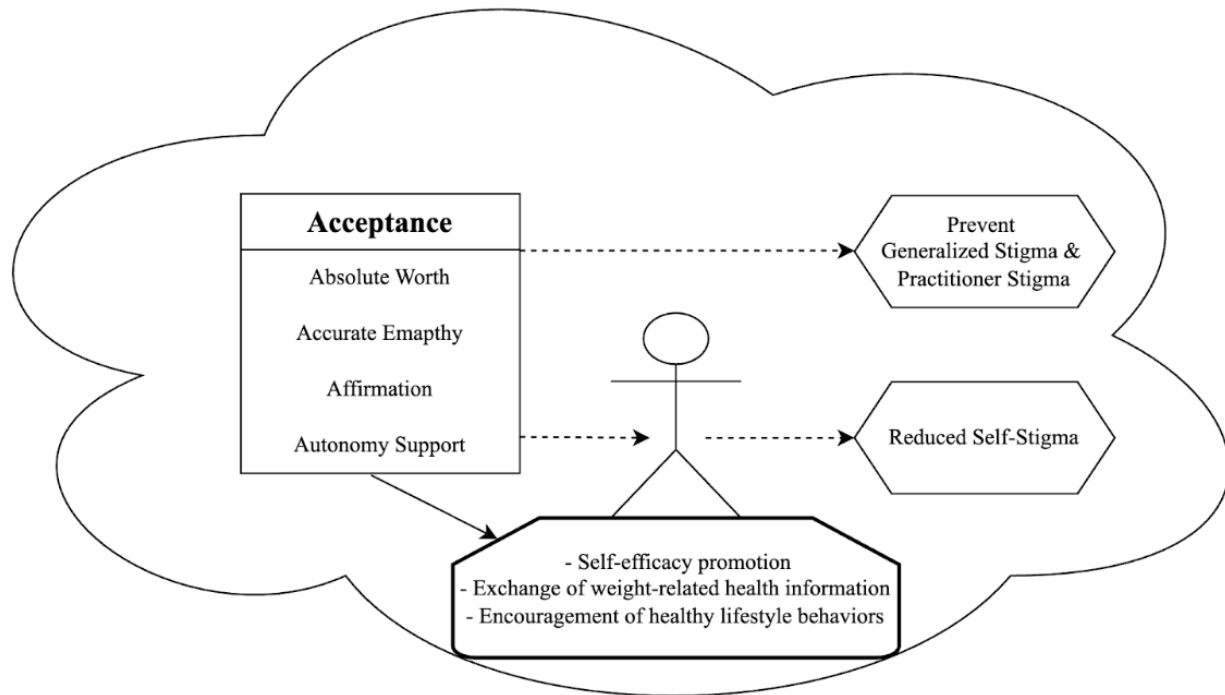 Acceptance
Absolute Worth
Accurate Emapthy
Affirmation
Autonomy Support
Prevent
Generalized Stigma &
Practitioner Stigma
Reduced Self-Stigma
- Self-efficacy promotion
- Exchange of weight-related health information
- Encouragement of healthy lifestyle behaviors